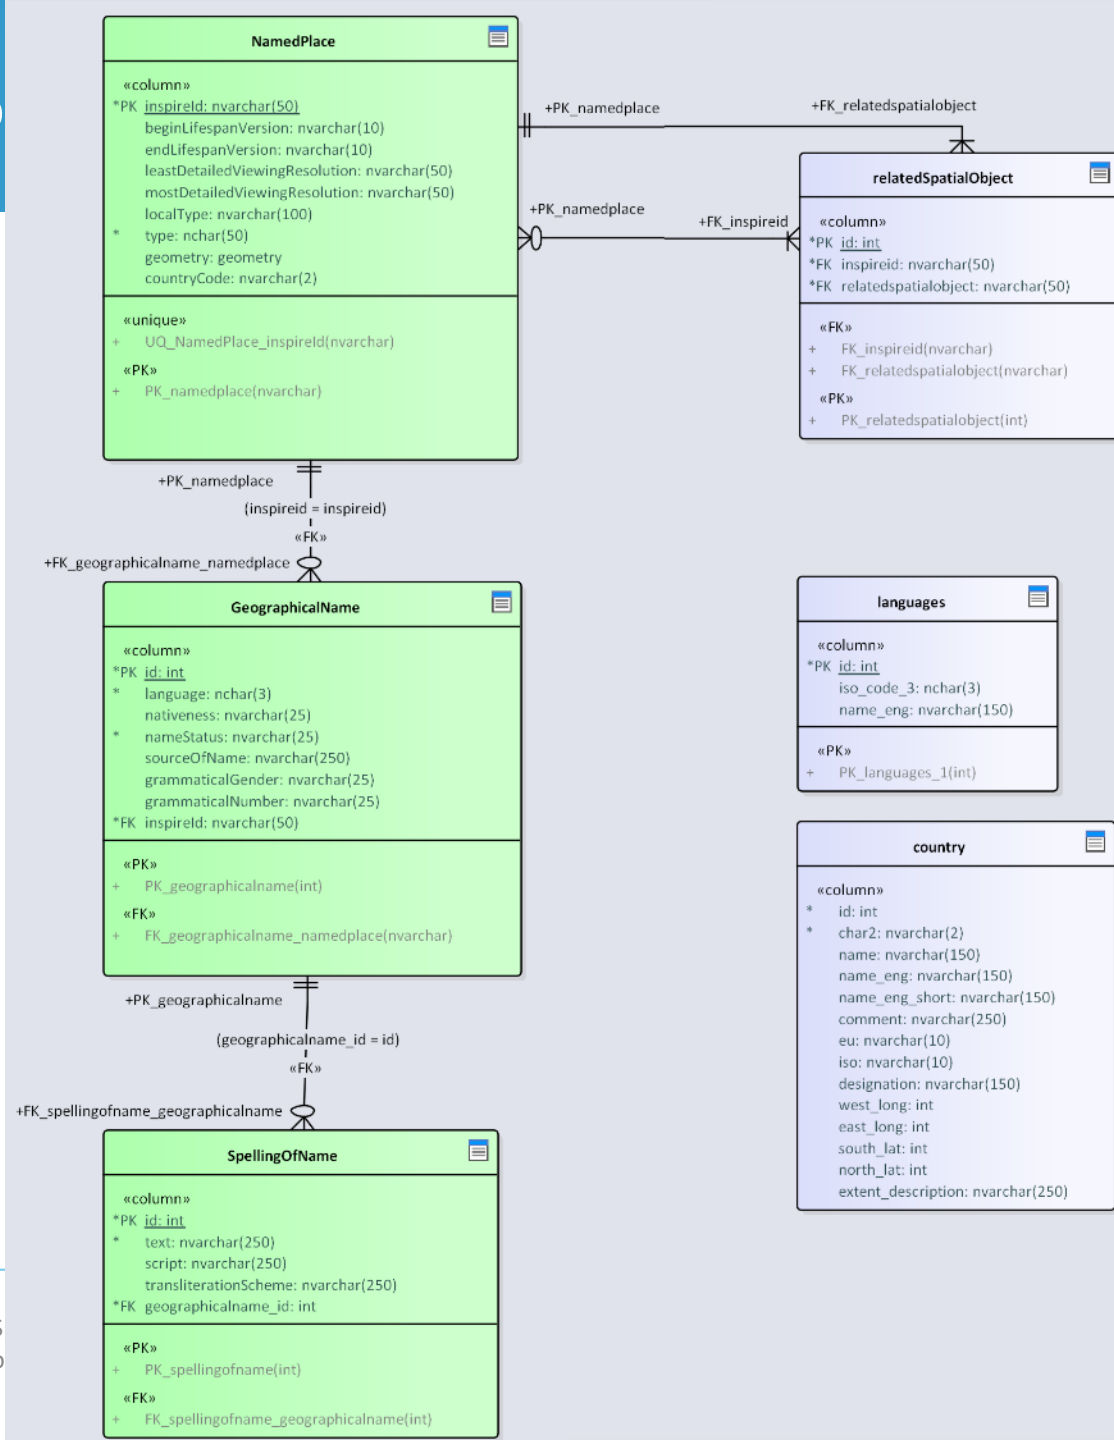 NamedPlace
«column»
*PK inspireId: nvarchar(50)
beginLifespanVersion: nvarchar(10)
endLifespanVersion: nvarchar(10)
leastDetailedViewingResolution: nvarchar(50)
mostDetailedViewingResolution: nvarchar(50)
localType: nvarchar(100)
* type: nchar(50)
geometry: geometry
countryCode: nvarchar(2)
«unique»
+ UQ_NamedPlace_inspireId(nvarchar)
«PK»
+ PK_namedplace(nvarchar)
+PK_namedplace
+FK_relatedspatialobject
+PK_namedplace
+FK_inspireid
relatedSpatialObject
«column»
*PK id: int
*FK inspireid: nvarchar(50)
*FK relatedspatialobject: nvarchar(50)
«FK»
+ FK_inspireid(nvarchar)
+ FK_relatedspatialobject(nvarchar)
«PK»
+ PK_relatedspatialobject(int)
+PK_namedplace
(inspireid = inspireid)
«FK»
+FK_geographicalname_namedplace
GeographicalName
«column»
*PK id: int
* language: nchar(3)
nativeness: nvarchar(25)
* nameStatus: nvarchar(25)
sourceOfName: nvarchar(250)
grammaticalGender: nvarchar(25)
grammaticalNumber: nvarchar(25)
*FK inspireId: nvarchar(50)
«PK»
+ PK_geographicalname(int)
«FK»
+ FK_geographicalname_namedplace(nvarchar)
languages
«column»
*PK id: int
iso_code_3: nchar(3)
name_eng: nvarchar(150)
«PK»
+ PK_languages_1(int)
country
«column»
* id: int
* char2: nvarchar(2)
name: nvarchar(150)
name_eng: nvarchar(150)
name_eng_short: nvarchar(150)
comment: nvarchar(250)
eu: nvarchar(10)
iso: nvarchar(10)
designation: nvarchar(150)
west_long: int
east_long: int
south_lat: int
north_lat: int
extent_description: nvarchar(250)
+PK_geographicalname
(geographicalname_id = id)
«FK»
+FK_spellingofname_geographicalname
SpellingOfName
«column»
*PK id: int
* text: nvarchar(250)
script: nvarchar(250)
transliterationScheme: nvarchar(250)
*FK geographicalname_id: int
«PK»
+ PK_spellingofname(int)
«FK»
+ FK_spellingofname_geographicalname(int)